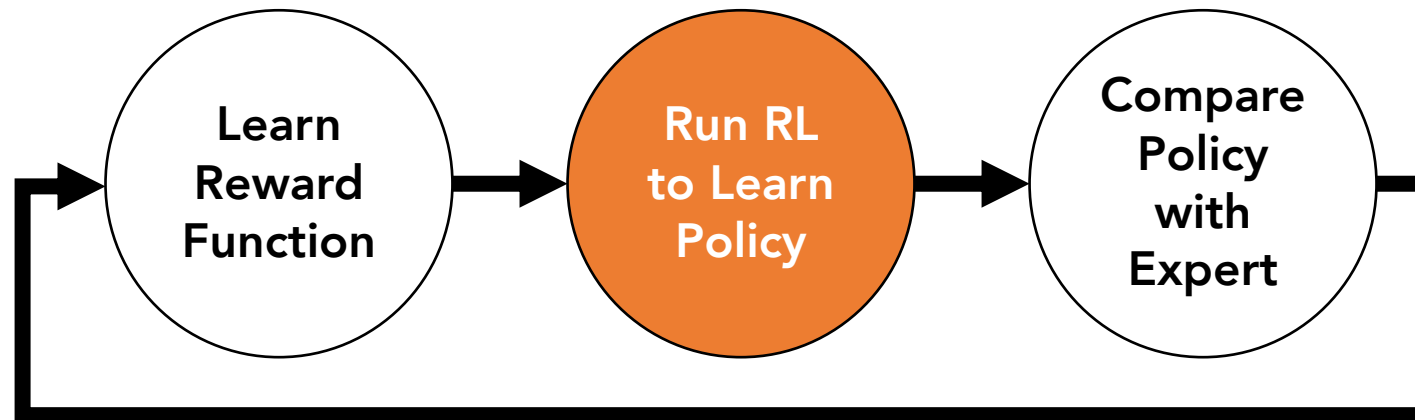 Learn
Reward
Function
Run RL
to Learn
Policy
Compare
Policy
with
Expert